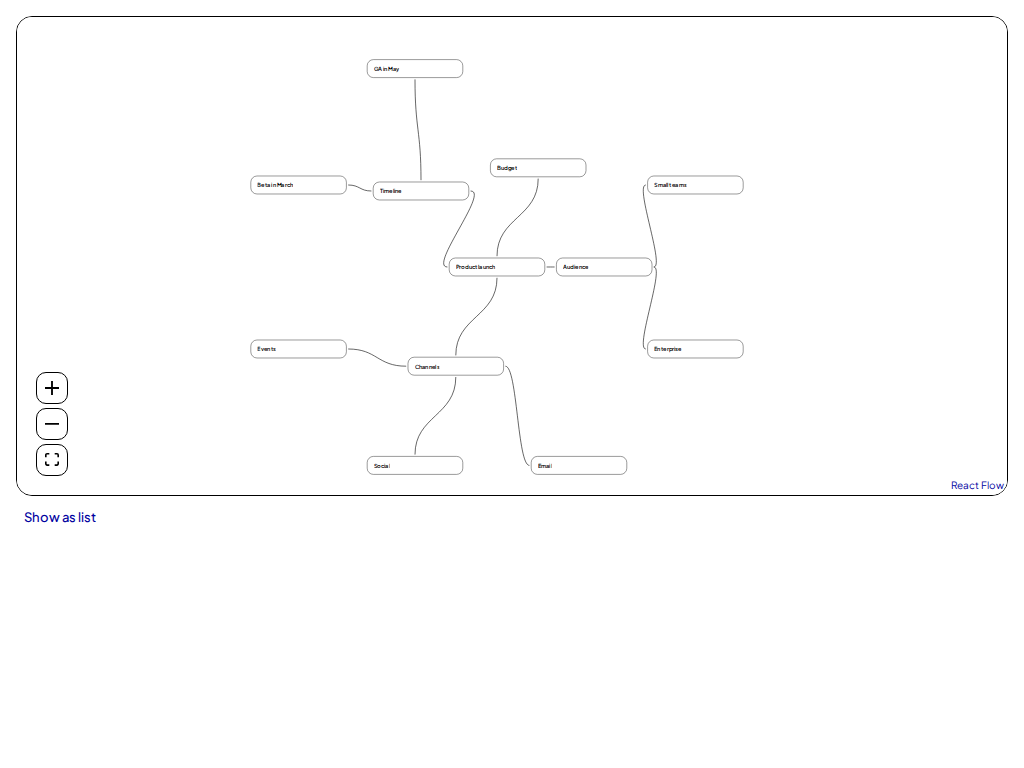 GA in May
Budget
Beta in March
Timeline
Small teams
Product launch
Audience
Events
Enterprise
Channels
Social
Email
React Flow
Show as list